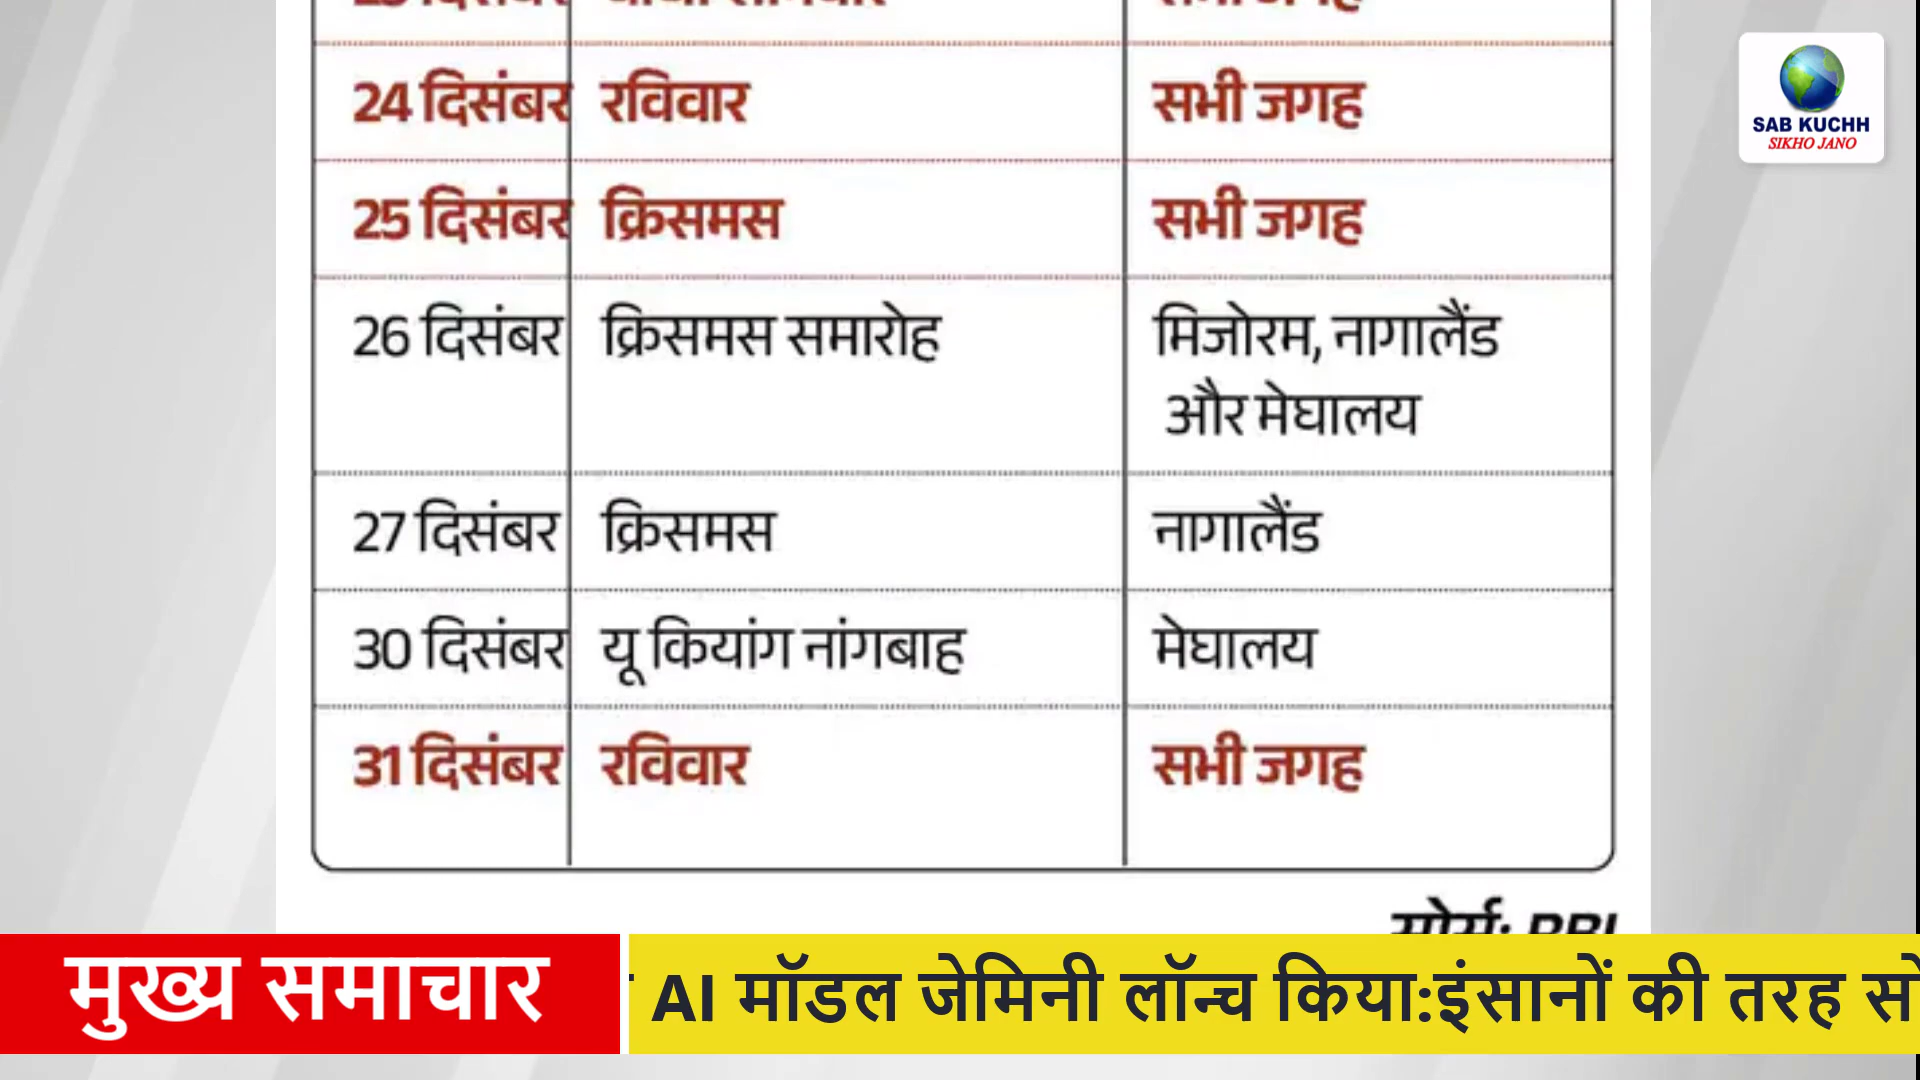 24 दिसंबर रविवार सभी जगह
25 दिसंबर क्रिसमस सभी जगह
26 दिसंबर क्रिसमस समारोह मिजोरम, नागालैंड
और मेघालय
27 दिसंबर क्रिसमस नागालैंड
30 दिसंबर यू कियांग नांगबाह मेघालय
31 दिसंबर रविवार सभी जगह
SAB KUCHH
SIKHO JANO
मुख्य समाचार
AI मॉडल जेमिनी लॉन्च किया:इंसानों की तरह